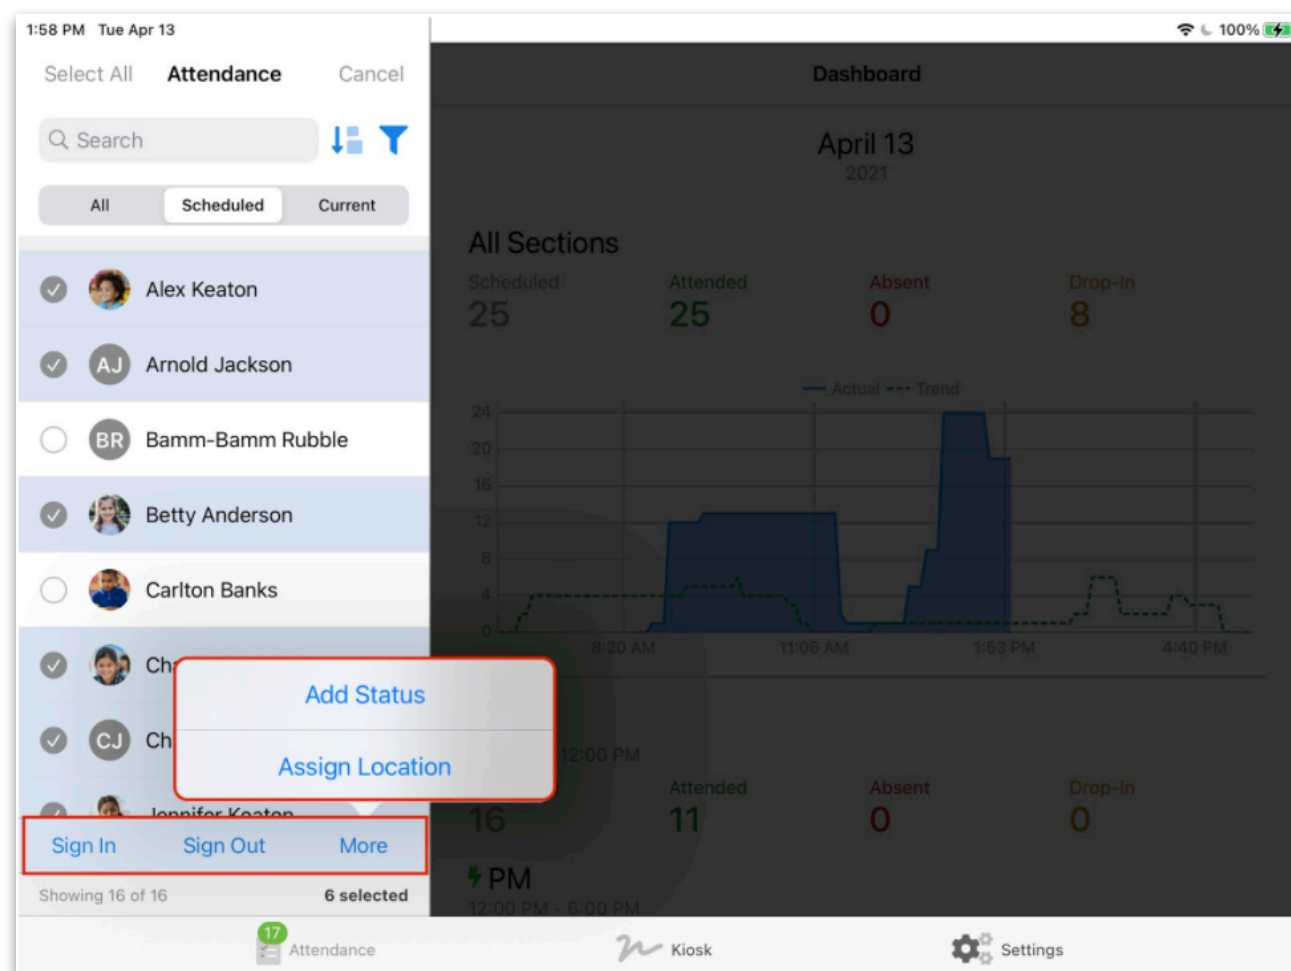 1:58 PM Tue Apr 13
100%
Select All Attendance Cancel
Search
All Scheduled Current
Alex Keaton
AJ Arnold Jackson
BR Bamm-Bamm Rubble
Betty Anderson
Carlton Banks
Cha
CJ Ch
Jennifer Keaton
Add Status
Assign Location
Sign In Sign Out More
Showing 16 of 16 6 selected
Dashboard
April 13
2021
All Sections
Scheduled Attended Absent Drop-In
25 25 0 8
Actual Trend
24
20
16
12
8
4
0
8:20 AM 11:06 AM 1:53 PM 4:40 PM
12:00 PM
Attended Absent Drop-In
16 11 0 0
PM
12:00 PM - 6:00 PM
17
Attendance Kiosk Settings